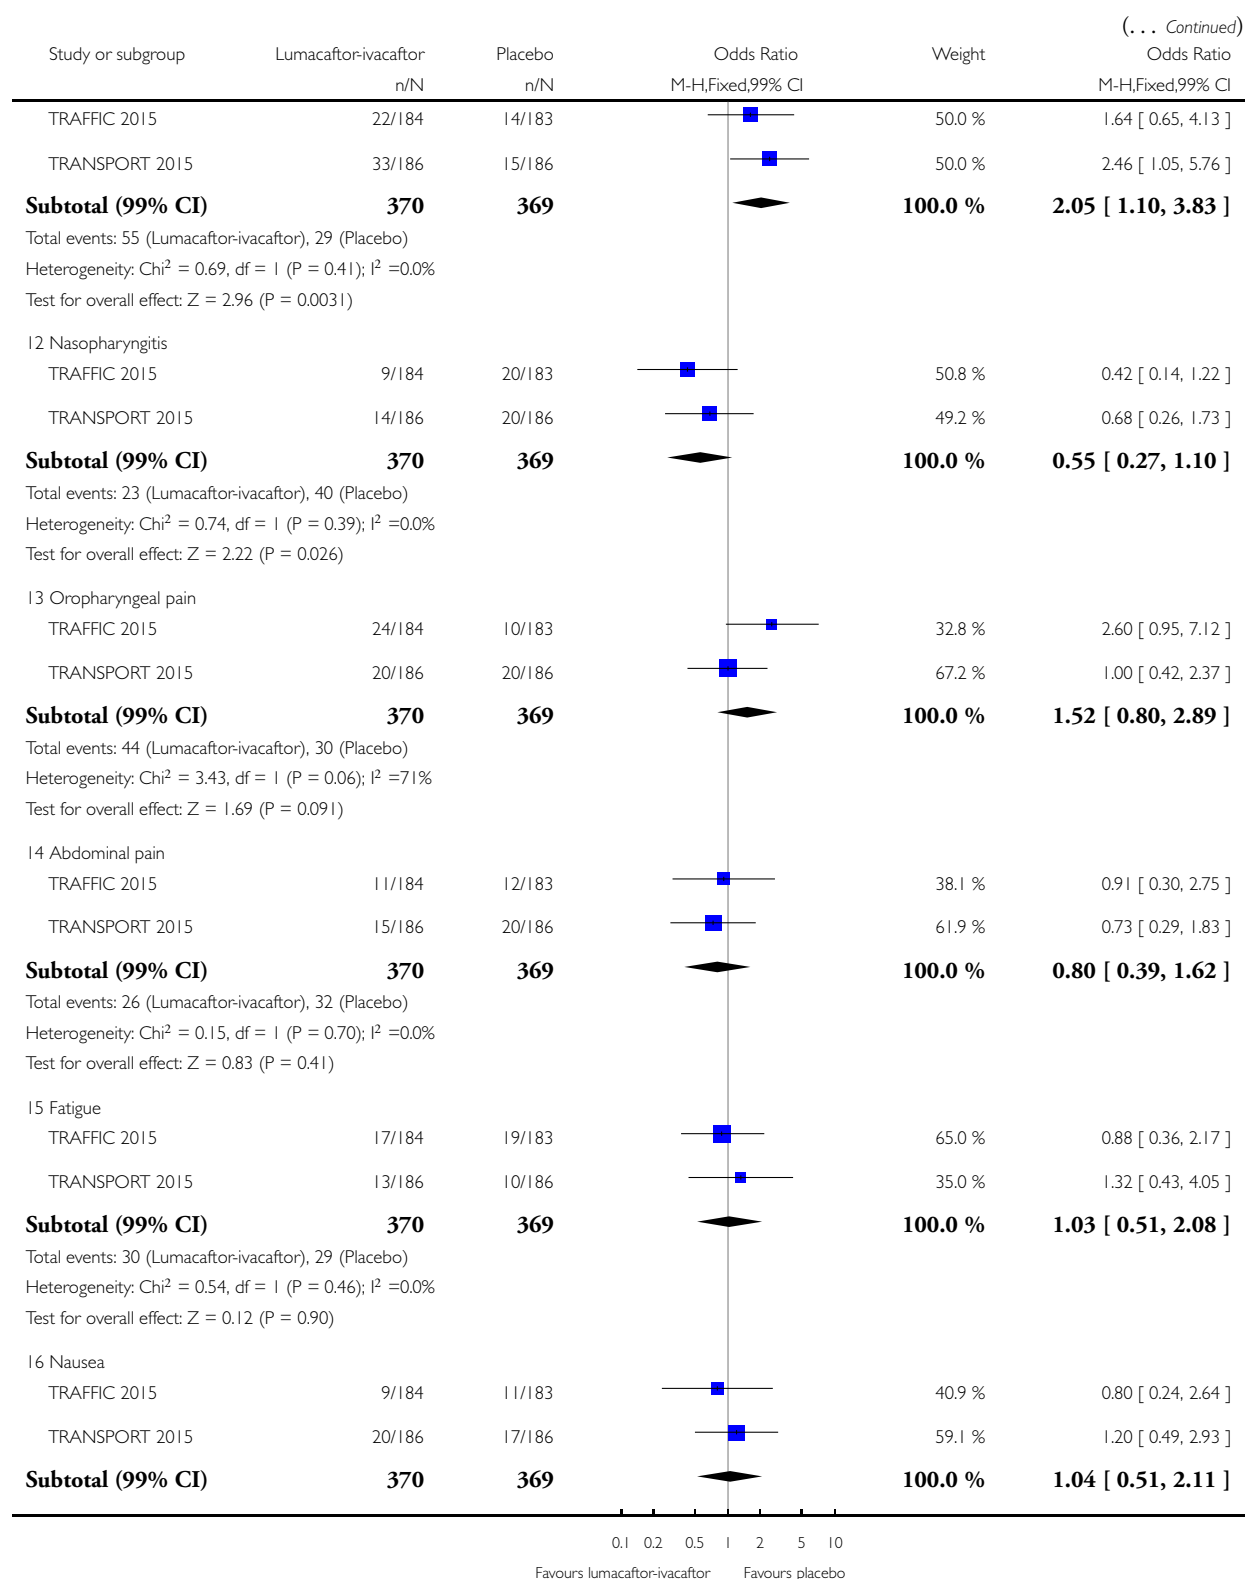 (... Continued)
Study or subgroup Lumacaftor-ivacaftor Placebo Odds Ratio Weight Odds Ratio
n/N n/N M-H,Fixed,99% CI M-H,Fixed,99% CI
TRAFFIC 2015 22/184 14/183 50.0 % 1.64 [ 0.65, 4.13 ]
TRANSPORT 2015 33/186 15/186 50.0 % 2.46 [ 1.05, 5.76 ]
Subtotal (99% CI) 370 369 100.0 % 2.05 [ 1.10, 3.83 ]
Total events: 55 (Lumacaftor-ivacaftor), 29 (Placebo)
Heterogeneity: Chi² = 0.69, df = 1 (P = 0.41); I² =0.0%
Test for overall effect: Z = 2.96 (P = 0.0031)
12 Nasopharyngitis
TRAFFIC 2015 9/184 20/183 50.8 % 0.42 [ 0.14, 1.22 ]
TRANSPORT 2015 14/186 20/186 49.2 % 0.68 [ 0.26, 1.73 ]
Subtotal (99% CI) 370 369 100.0 % 0.55 [ 0.27, 1.10 ]
Total events: 23 (Lumacaftor-ivacaftor), 40 (Placebo)
Heterogeneity: Chi² = 0.74, df = 1 (P = 0.39); I² =0.0%
Test for overall effect: Z = 2.22 (P = 0.026)
13 Oropharyngeal pain
TRAFFIC 2015 24/184 10/183 32.8 % 2.60 [ 0.95, 7.12 ]
TRANSPORT 2015 20/186 20/186 67.2 % 1.00 [ 0.42, 2.37 ]
Subtotal (99% CI) 370 369 100.0 % 1.52 [ 0.80, 2.89 ]
Total events: 44 (Lumacaftor-ivacaftor), 30 (Placebo)
Heterogeneity: Chi² = 3.43, df = 1 (P = 0.06); I² =71%
Test for overall effect: Z = 1.69 (P = 0.091)
14 Abdominal pain
TRAFFIC 2015 11/184 12/183 38.1 % 0.91 [ 0.30, 2.75 ]
TRANSPORT 2015 15/186 20/186 61.9 % 0.73 [ 0.29, 1.83 ]
Subtotal (99% CI) 370 369 100.0 % 0.80 [ 0.39, 1.62 ]
Total events: 26 (Lumacaftor-ivacaftor), 32 (Placebo)
Heterogeneity: Chi² = 0.15, df = 1 (P = 0.70); I² =0.0%
Test for overall effect: Z = 0.83 (P = 0.41)
15 Fatigue
TRAFFIC 2015 17/184 19/183 65.0 % 0.88 [ 0.36, 2.17 ]
TRANSPORT 2015 13/186 10/186 35.0 % 1.32 [ 0.43, 4.05 ]
Subtotal (99% CI) 370 369 100.0 % 1.03 [ 0.51, 2.08 ]
Total events: 30 (Lumacaftor-ivacaftor), 29 (Placebo)
Heterogeneity: Chi² = 0.54, df = 1 (P = 0.46); I² =0.0%
Test for overall effect: Z = 0.12 (P = 0.90)
16 Nausea
TRAFFIC 2015 9/184 11/183 40.9 % 0.80 [ 0.24, 2.64 ]
TRANSPORT 2015 20/186 17/186 59.1 % 1.20 [ 0.49, 2.93 ]
Subtotal (99% CI) 370 369 100.0 % 1.04 [ 0.51, 2.11 ]
0.1 0.2 0.5 1 2 5 10
Favours lumacaftor-ivacaftor Favours placebo